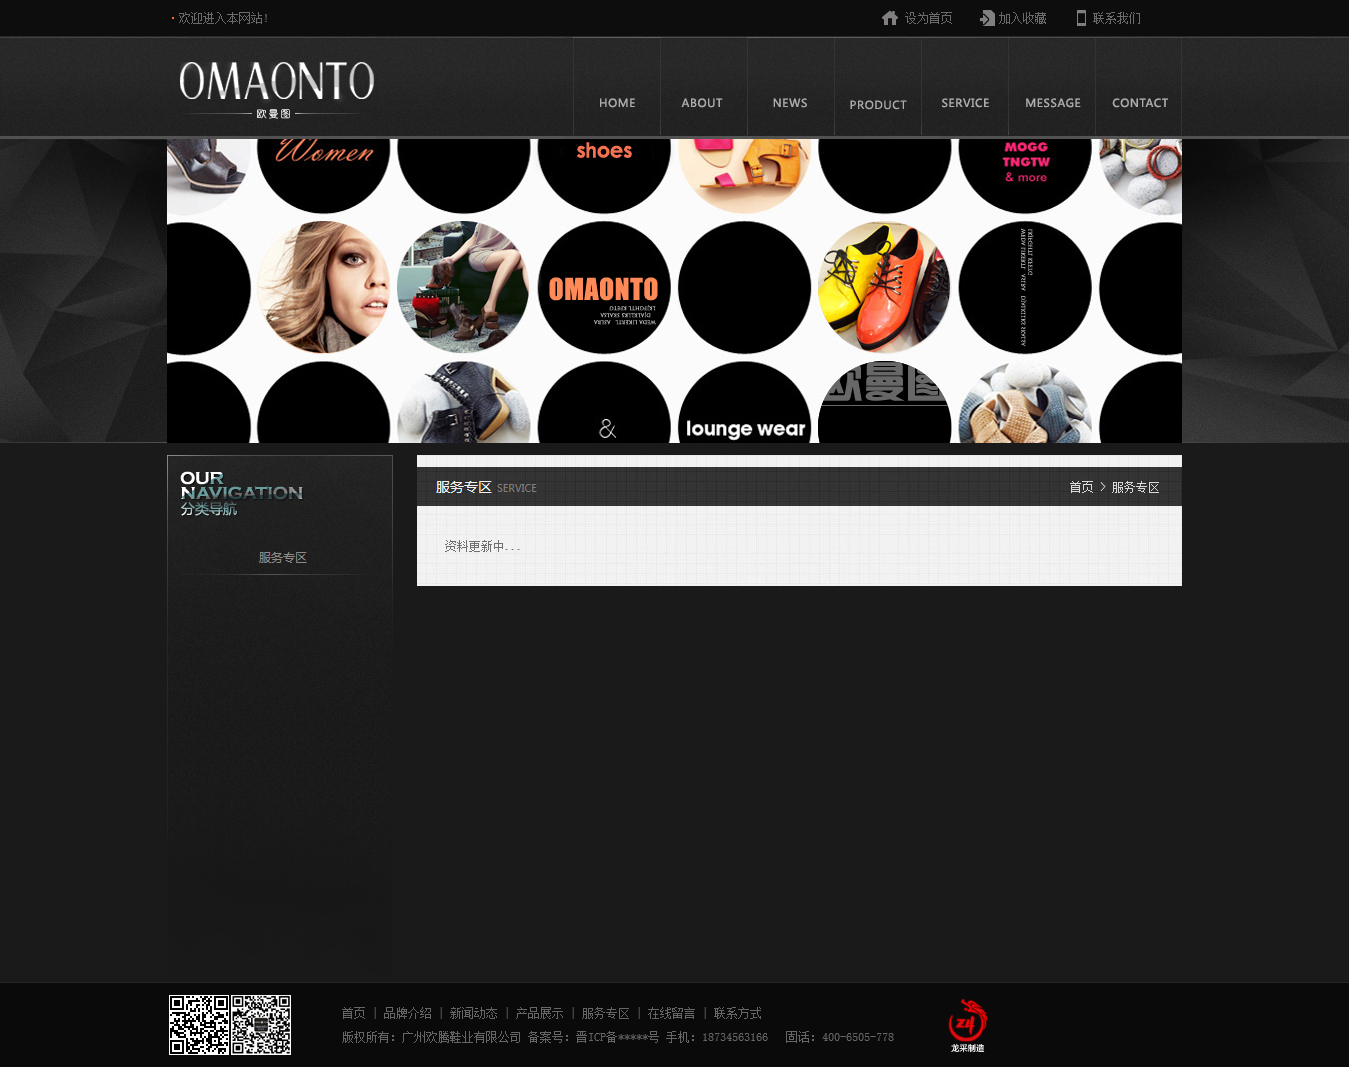 欢迎进入本网站!
设为首页 加入收藏 联系我们
OMAONTO
欧曼图
HOME ABOUT NEWS PRODUCT SERVICE MESSAGE CONTACT
Women
shoes
MOGG
TNGTW
& more
OMAONTO
欧曼图
&
lounge wear
OUR
NAVIGATION
分类导航
服务专区
服务专区 SERVICE
首页 > 服务专区
资料更新中...
首页 | 品牌介绍 | 新闻动态 | 产品展示 | 服务专区 | 在线留言 | 联系方式
版权所有: 广州欧腾鞋业有限公司 备案号: 晋ICP备*****号 手机: 18734563166 固话: 400-6505-778
龙采制造